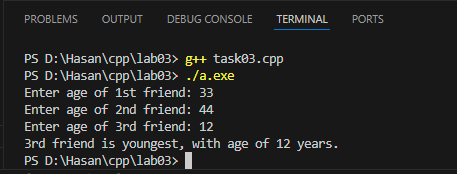 PROBLEMS OUTPUT DEBUG CONSOLE TERMINAL PORTS
PS D:\Hasan\cpp\lab03> g++ task03.cpp
PS D:\Hasan\cpp\lab03> ./a.exe
Enter age of 1st friend: 33
Enter age of 2nd friend: 44
Enter age of 3rd friend: 12
3rd friend is youngest, with age of 12 years.
PS D:\Hasan\cpp\lab03>